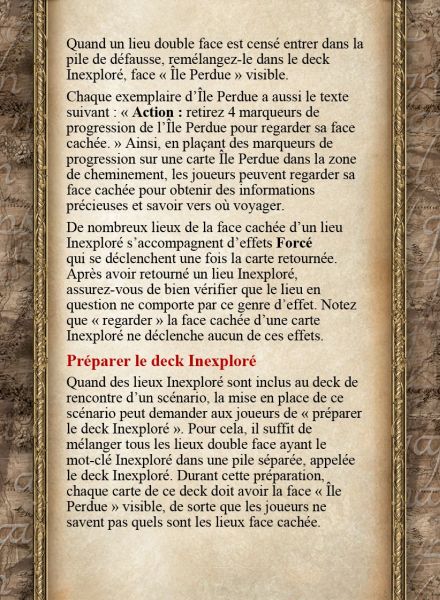 Quand un lieu double face est censé entrer dans la
pile de défausse, remélangez-le dans le deck
Inexploré, face « Île Perdue » visible.
Chaque exemplaire d’Île Perdue a aussi le texte
suivant : « Action : retirez 4 marqueurs de
progression de l’Île Perdue pour regarder sa face
cachée. » Ainsi, en plaçant des marqueurs de
progression sur une carte Île Perdue dans la zone
de cheminement, les joueurs peuvent regarder sa
face cachée pour obtenir des informations
précieuses et savoir vers où voyager.
De nombreux lieux de la face cachée d’un lieu
Inexploré s’accompagnent d’effets Forcé
qui se déclenchent une fois la carte retournée.
Après avoir retourné un lieu Inexploré,
assurez-vous de bien vérifier que le lieu en
question ne comporte par ce genre d’effet. Notez
que « regarder » la face cachée d’une carte
Inexploré ne déclenche aucun de ces effets.
Préparer le deck Inexploré
Quand des lieux Inexploré sont inclus au deck de
rencontre d’un scénario, la mise en place de ce
scénario peut demander aux joueurs de « préparer
le deck Inexploré ». Pour cela, il suffit de
mélanger tous les lieux double face ayant le
mot-clé Inexploré dans une pile séparée, appelée
le deck Inexploré. Durant cette préparation,
chaque carte de ce deck doit avoir la face « Île
Perdue » visible, de sorte que les joueurs ne
savent pas quels sont les lieux face cachée.